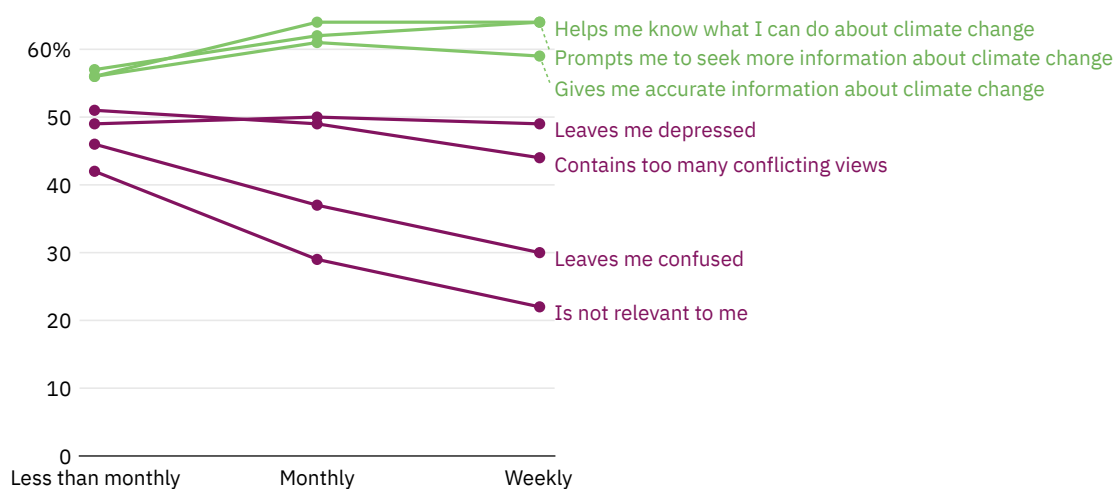 Helps me know what I can do about climate change
60%
Prompts me to seek more information about climate change
Gives me accurate information about climate change
50
Leaves me depressed
Contains too many conflicting views
40
30
Leaves me confused
Is not relevant to me
20
10
0
Less than monthly
Monthly
Weekly